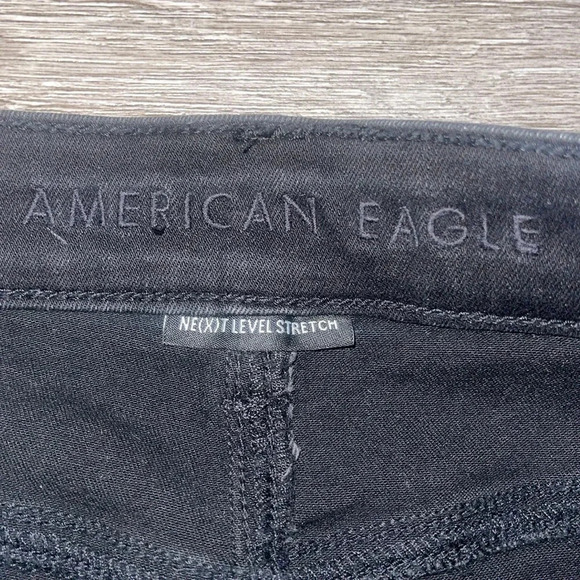 AMERICAN EAGLE
NE(X)T LEVEL STRETCH